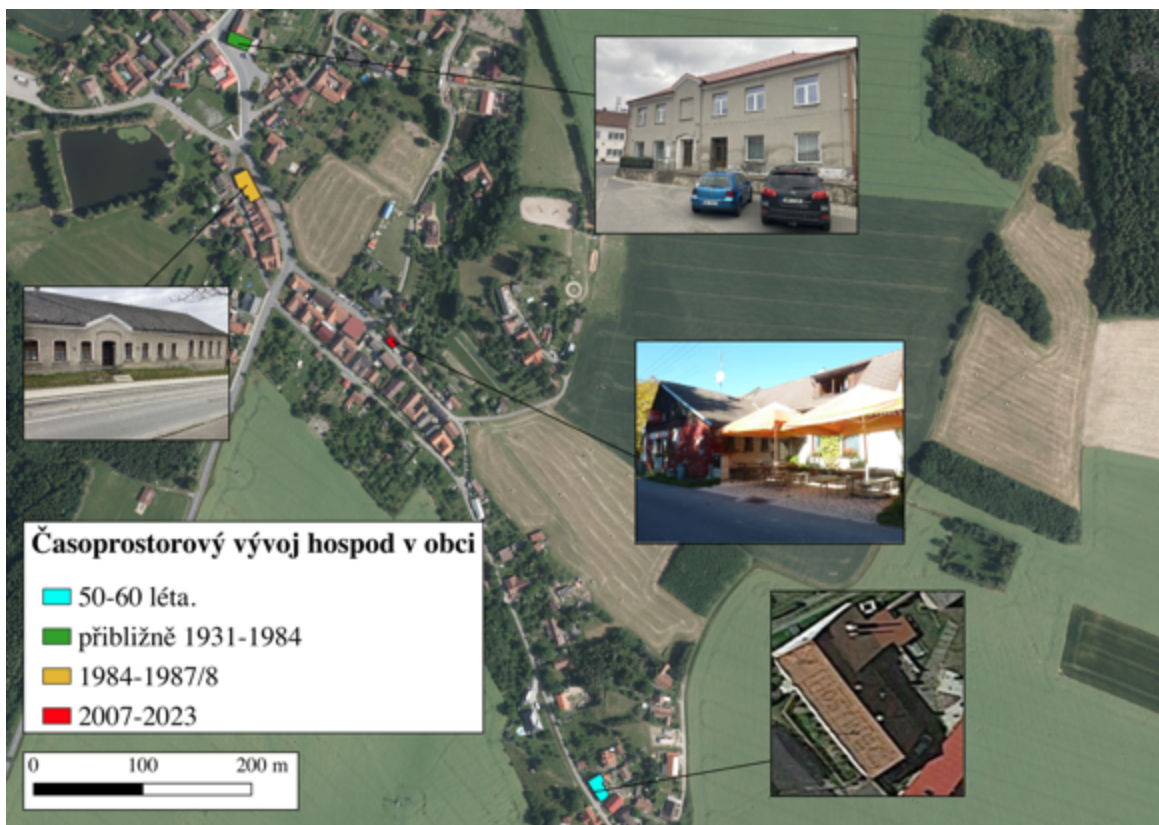 Časoprostorový vývoj hospod v obci
50-60 léta.
přibližně 1931-1984
1984-1987/8
2007-2023
0 100 200 m